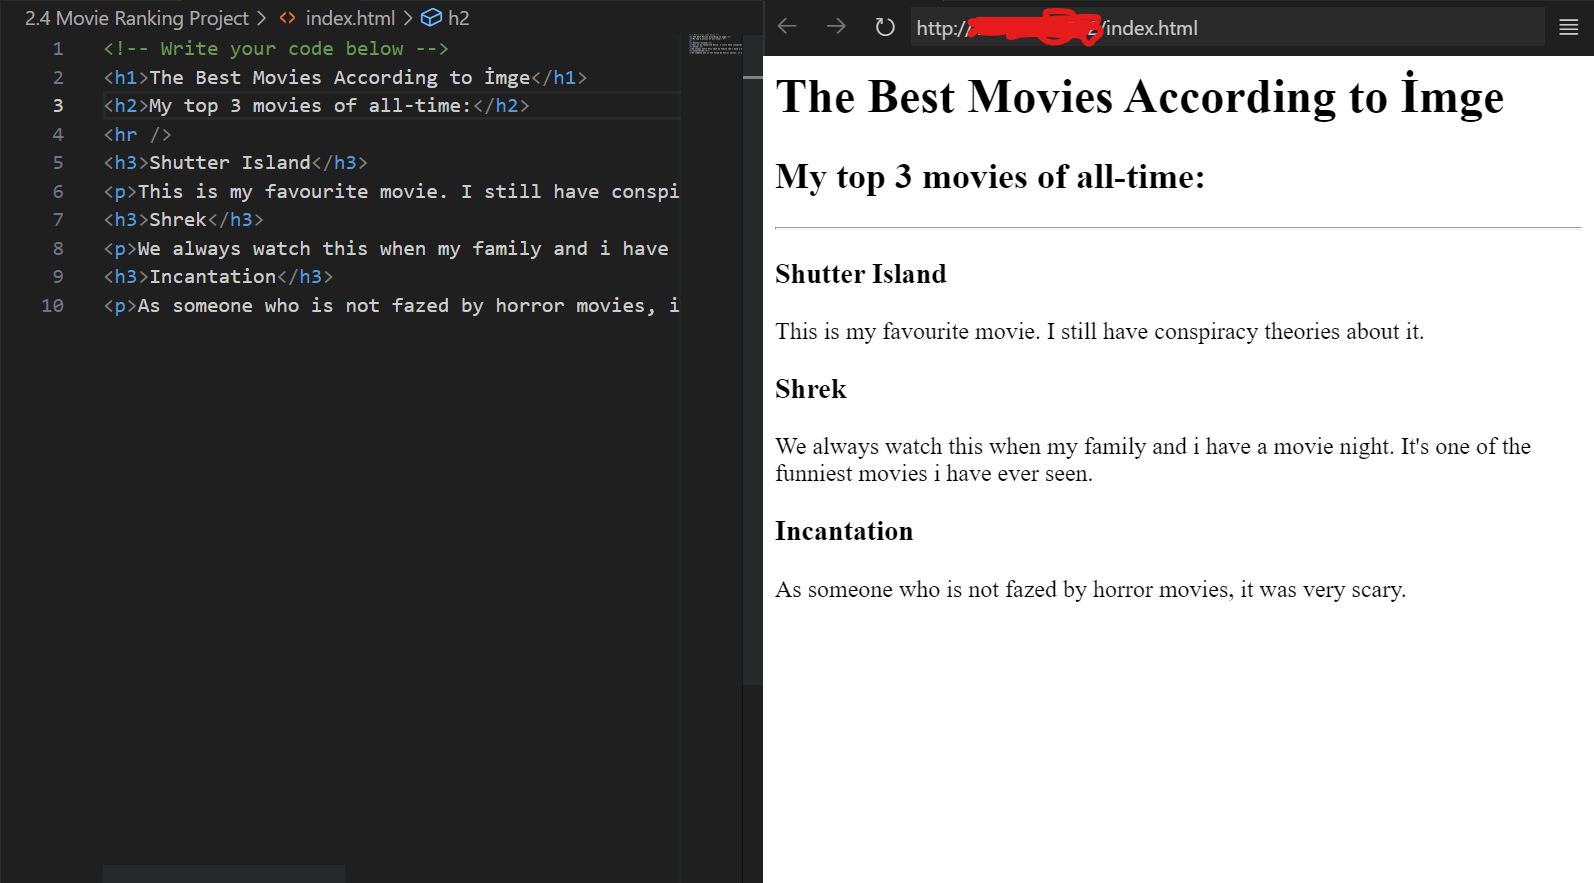 2.4 Movie Ranking Project > <> index.html > h2
1 <!-- Write your code below -->
2 <h1>The Best Movies According to İmge</h1>
3 <h2>My top 3 movies of all-time:</h2>
4 <hr />
5 <h3>Shutter Island</h3>
6 <p>This is my favourite movie. I still have conspi
7 <h3>Shrek</h3>
8 <p>We always watch this when my family and i have
9 <h3>Incantation</h3>
10 <p>As someone who is not fazed by horror movies, i
http:// /index.html
The Best Movies According to İmge
My top 3 movies of all-time:
Shutter Island
This is my favourite movie. I still have conspiracy theories about it.
Shrek
We always watch this when my family and i have a movie night. It's one of the
funniest movies i have ever seen.
Incantation
As someone who is not fazed by horror movies, it was very scary.